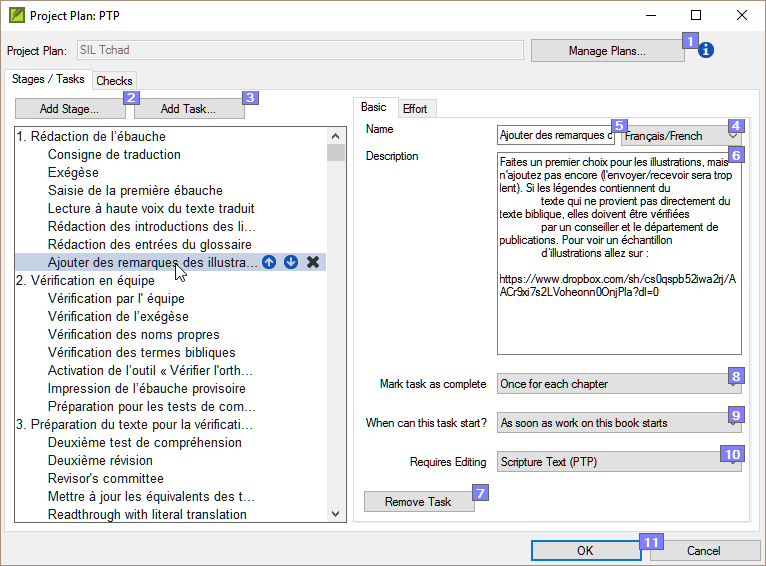 Project Plan: PTP
Project Plan: SIL Tchad
Manage Plans... 1
Stages / Tasks Checks
Add Stage... 2 Add Task... 3
1. Rédaction de l'ébauche
Consigne de traduction
Exégèse
Saisie de la première ébauche
Lecture à haute voix du texte traduit
Rédaction des introductions des li...
Rédaction des entrées du glossaire
Ajouter des remarques des illustra...
2. Vérification en équipe
Vérification par l' équipe
Vérification de l'exégèse
Vérification des noms propres
Vérification des termes bibliques
Activation de l'outil « Vérifier l'orth...
Impression de l'ébauche provisoire
Préparation pour les tests de com...
3. Préparation du texte pour la vérificati...
Deuxième test de compréhension
Deuxième révision
Revisor's committee
Mettre à jour les équivalents des t...
Readthrough with literal translation
Basic Effort
Name Ajouter des remarques d 5 Français/French 4
Description 6
Faites un premier choix pour les illustrations, mais
n'ajoutez pas encore (l'envoyer/recevoir sera trop
lent). Si les légendes contiennent du
texte qui ne provient pas directement du
texte biblique, elles doivent être vérifiées
par un conseiller et le département de
publications. Pour voir un échantillon
d'illustrations allez sur :
https://www.dropbox.com/sh/cs0qspb52iwa2rj/A
ACr9xi7s2LVoheonn0OnjPla?dl=0
Mark task as complete Once for each chapter 8
When can this task start? As soon as work on this book starts 9
Requires Editing Scripture Text (PTP) 10
Remove Task 7
OK 11 Cancel